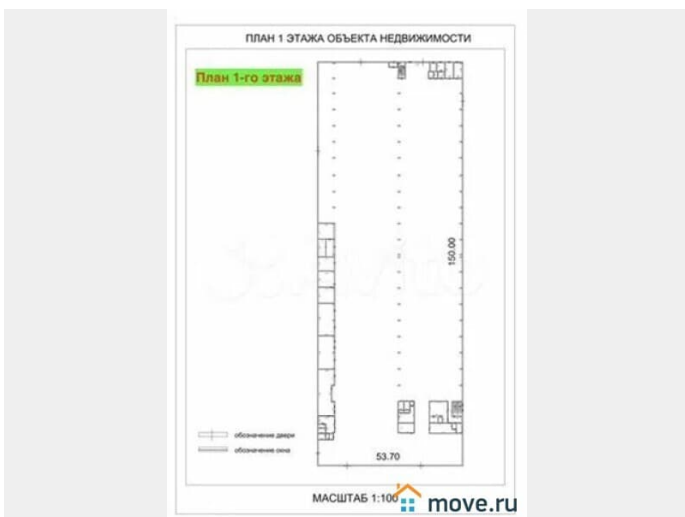 ПЛАН 1 ЭТАЖА ОБЪЕКТА НЕДВИЖИМОСТИ
План 1-го этажа
150.00
обозначение двери
обозначение окна
53.70
МАСШТАБ 1:100
move.ru